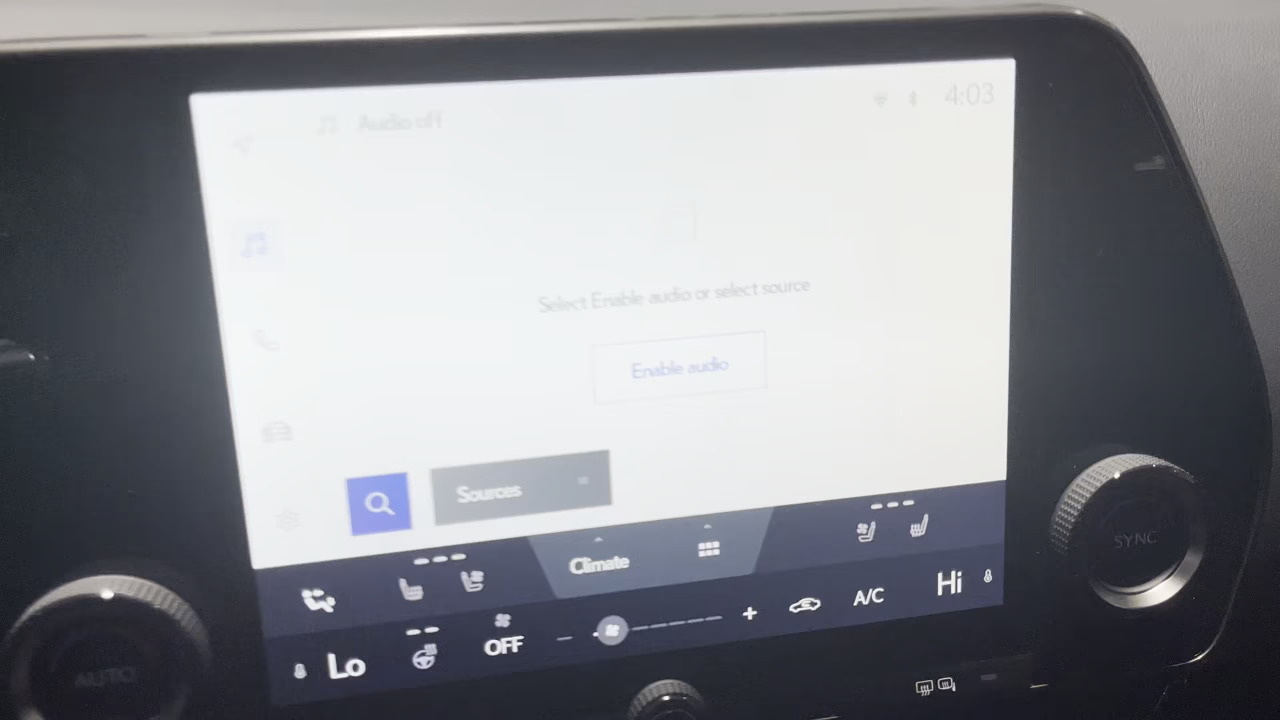 Audio off
4:03
Select Enable audio or select source
Enable audio
Sources
Climate
Lo
OFF
A/C
Hi
AUTO
SYNC